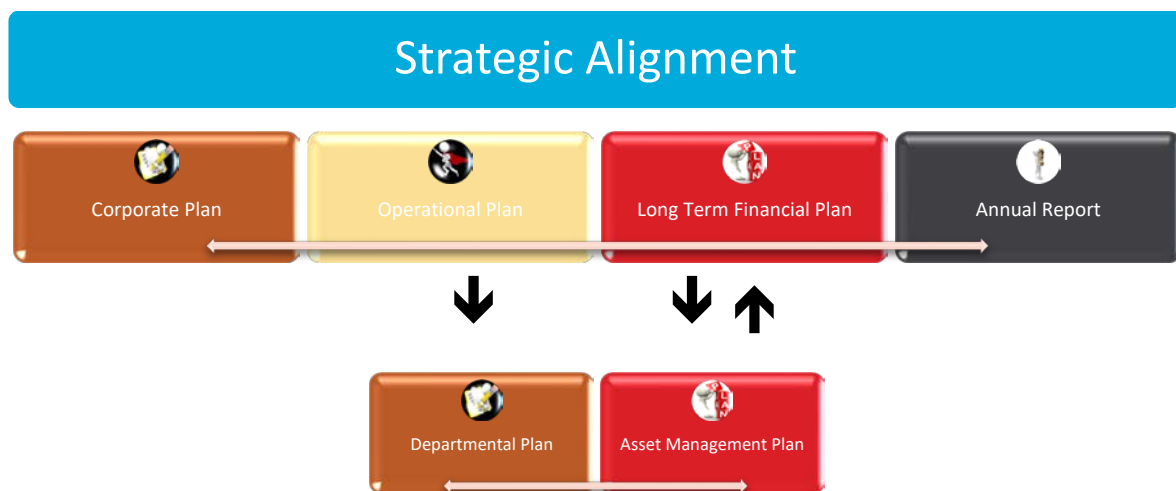 Strategic Alignment
Corporate Plan
Operational Plan
Long Term Financial Plan
Annual Report
Departmental Plan
Asset Management Plan